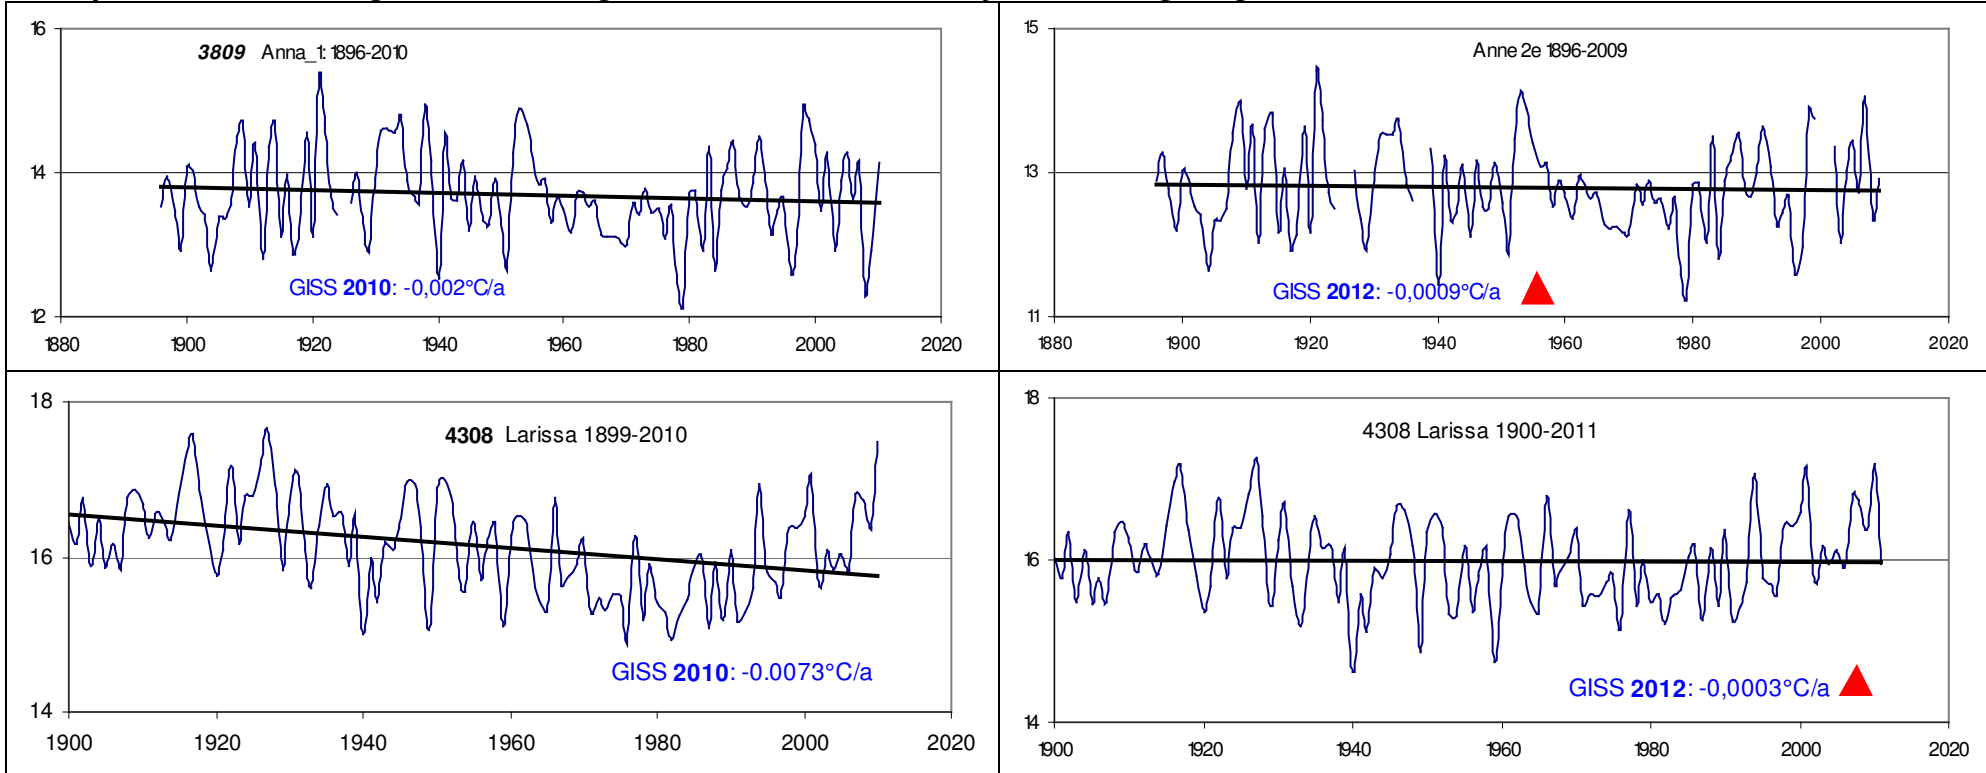 16
3809 Anna_1: 1896-2010
14
GISS 2010: -0,002°C/a
12
1880 1900 1920 1940 1960 1980 2000 2020
15
Anne 2e 1896-2009
13
GISS 2012: -0,0009°C/a
11
1880 1900 1920 1940 1960 1980 2000 2020
18
4308 Larissa 1899-2010
16
GISS 2010: -0.0073°C/a
14
1900 1920 1940 1960 1980 2000 2020
18
4308 Larissa 1900-2011
16
GISS 2012: -0,0003°C/a
14
1900 1920 1940 1960 1980 2000 2020